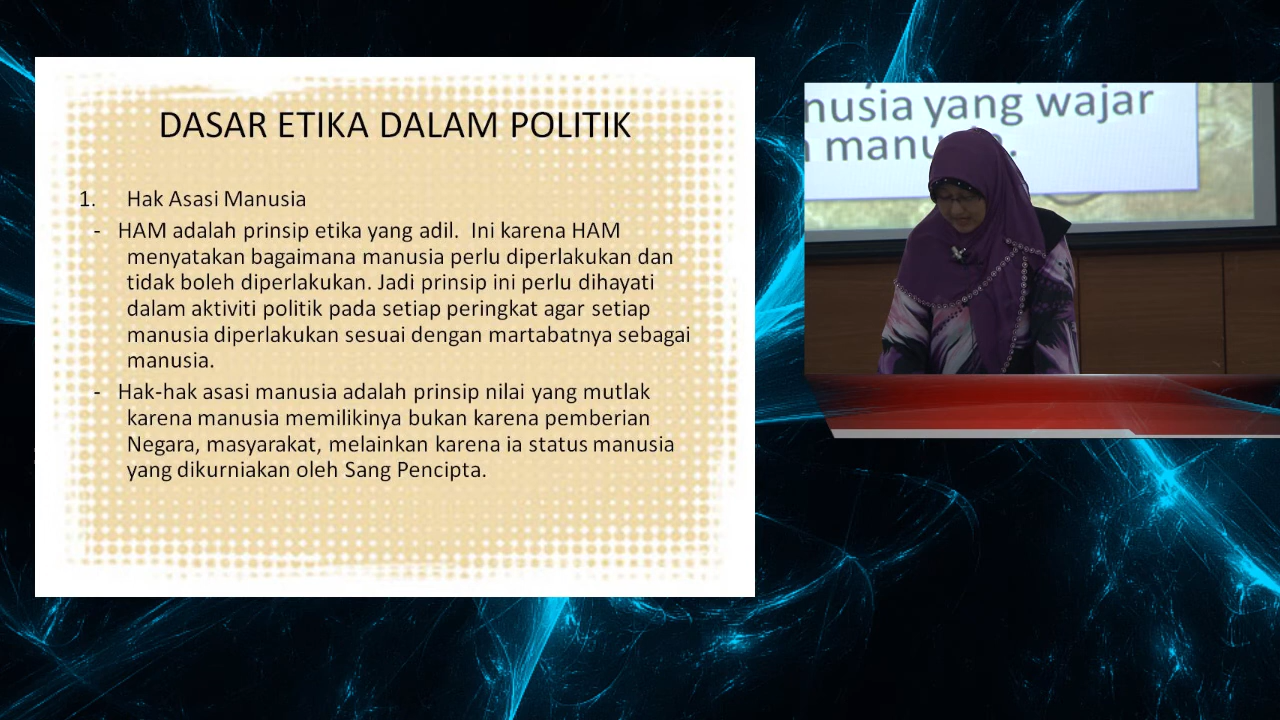 DASAR ETIKA DALAM POLITIK
1. Hak Asasi Manusia
- HAM adalah prinsip etika yang adil. Ini karena HAM
menyatakan bagaimana manusia perlu diperlakukan dan
tidak boleh diperlakukan. Jadi prinsip ini perlu dihayati
dalam aktiviti politik pada setiap peringkat agar setiap
manusia diperlakukan sesuai dengan martabatnya sebagai
manusia.
- Hak-hak asasi manusia adalah prinsip nilai yang mutlak
karena manusia memilikinya bukan karena pemberian
Negara, masyarakat, melainkan karena ia status manusia
yang dikurniakan oleh Sang Pencipta.
nusia yang wajar